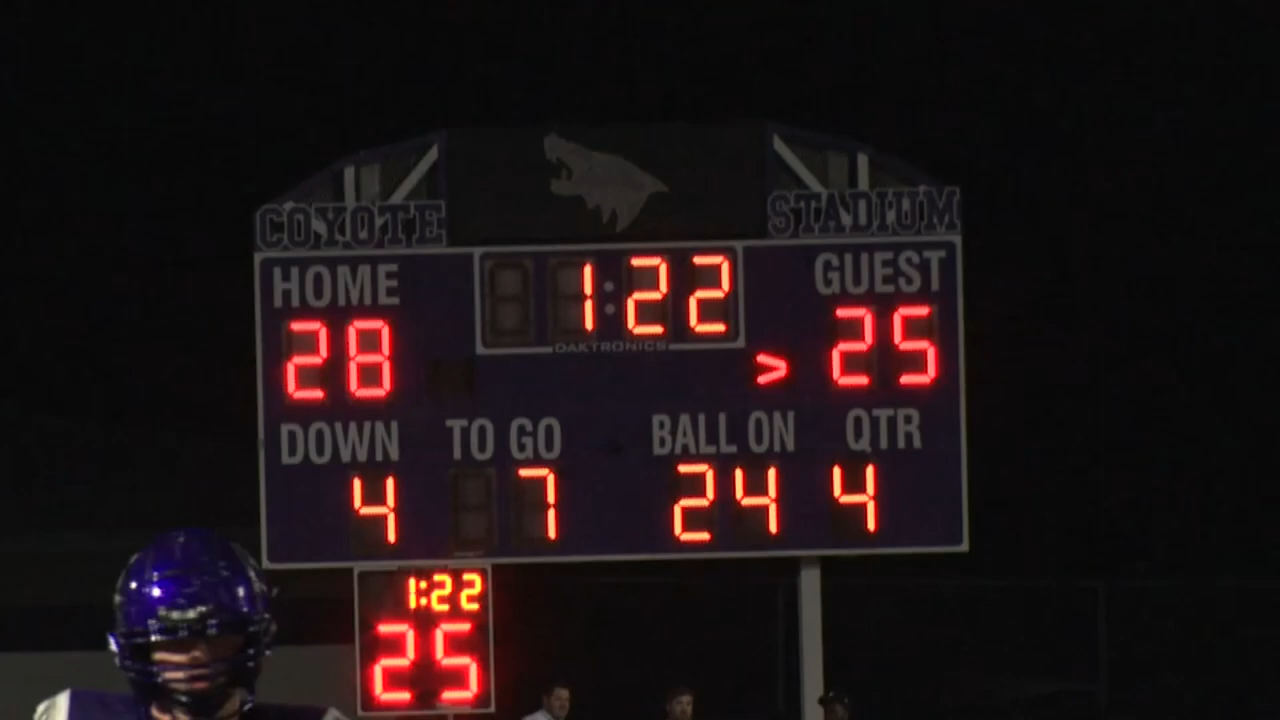 COYOTE STADIUM
HOME 1:22 GUEST
28 > 25
DAKTRONICS
DOWN TO GO BALL ON QTR
4 7 24 4
1:22
25